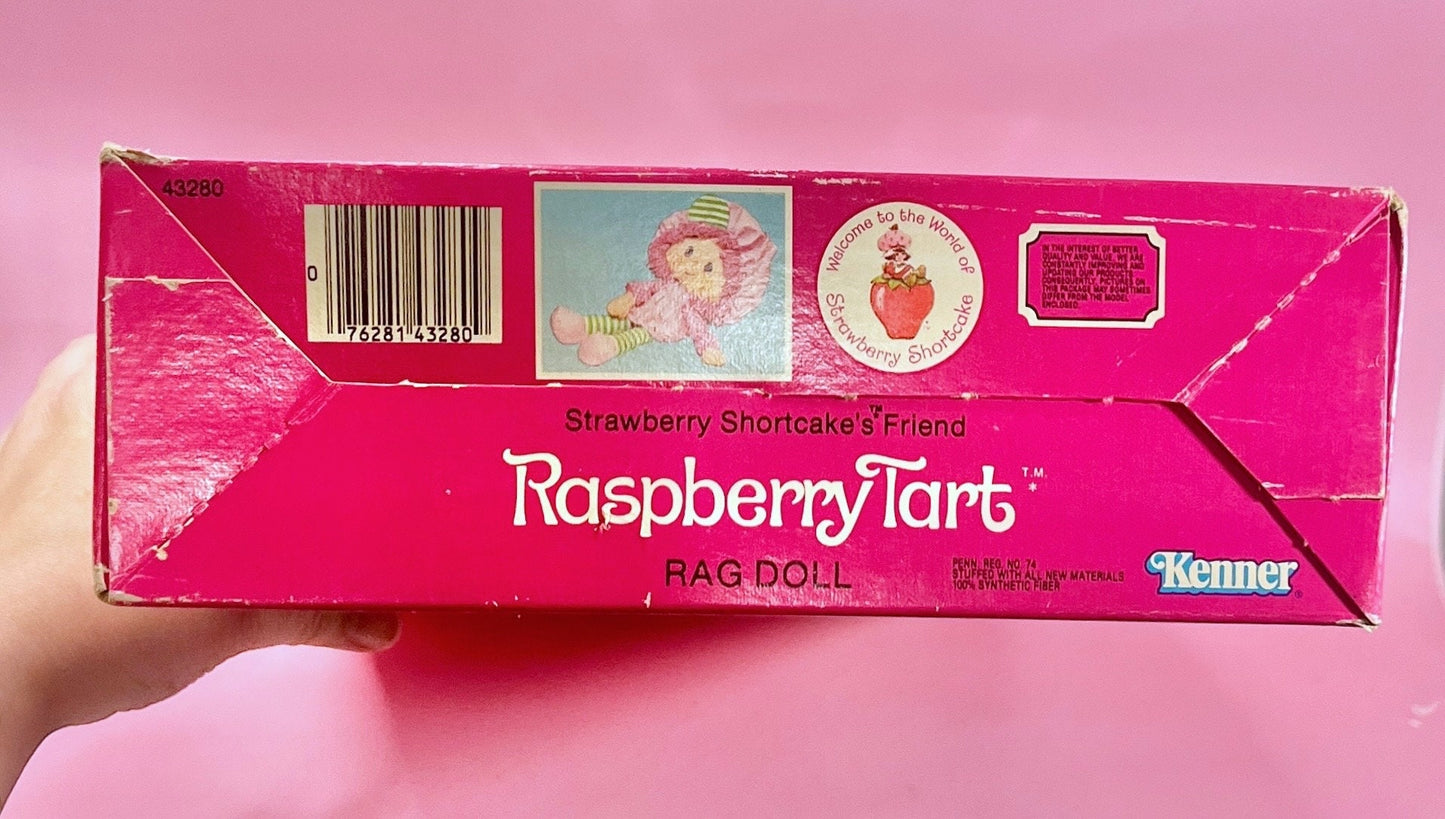 43280
0
76281 43280
Welcome to the World of
Strawberry Shortcake
IN THE INTEREST OF BETTER
QUALITY AND VALUE, WE ARE
CONSTANTLY IMPROVING AND
UPDATING OUR PRODUCTS.
CONSEQUENTLY, PICTURES ON
THIS PACKAGE MAY SOMETIMES
DIFFER FROM THE MODEL
ENCLOSED.
Strawberry Shortcake's™ Friend
Raspberry Tart T.M.
*
RAG DOLL
PENN. REG. NO. 74
STUFFED WITH ALL NEW MATERIALS
100% SYNTHETIC FIBER
Kenner®